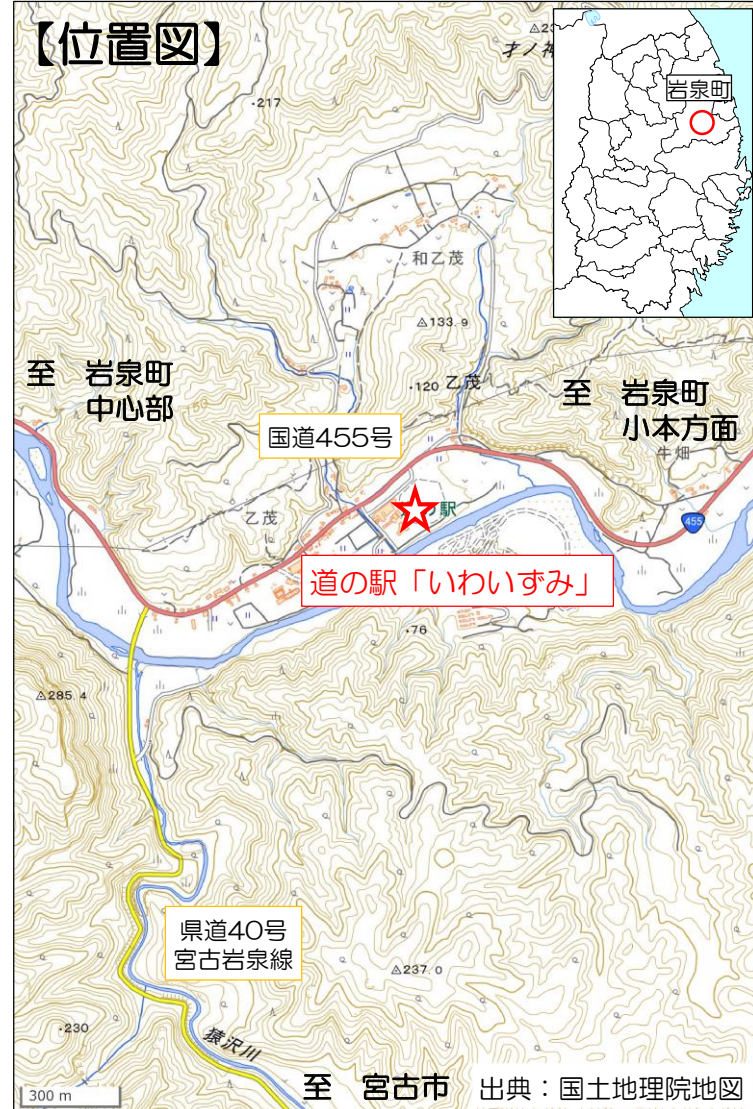 【位置図】
岩泉町
・217
和乙茂
△133.9
・120
乙茂
至 岩泉町
中心部
至 岩泉町
小本方面
国道455号
牛畑
乙茂
の駅
455
道の駅「いわいずみ」
・76
△285.4
県道40号
宮古岩泉線
△237.0
・230
猿沢川
300 m
至 宮古市
出典：国土地理院地図